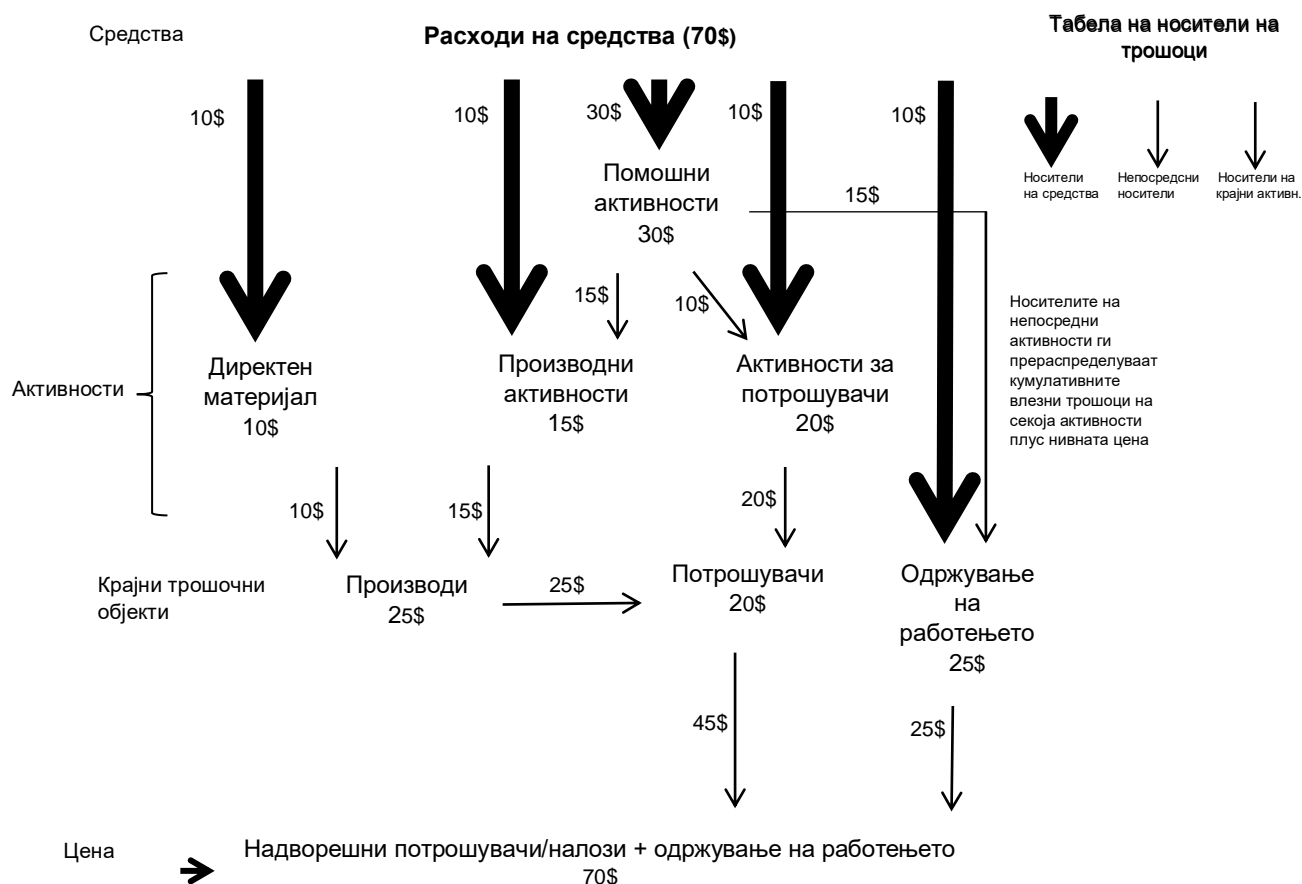 Средства
Расходи на средства (70$)
Табела на носители на
трошоци
10$
10$
30$
10$
10$
Носители
на средства
Непосредсни
носители
Носители на
крајни активн.
Помошни
активности
30$
15$
15$
10$
Носителите на
непосредни
активности ги
прераспределуваат
кумулативните
влезни трошоци на
секоја активности
плус нивната цена
Активности
Директен
материјал
10$
Производни
активности
15$
Активности за
потрошувачи
20$
10$
15$
20$
Крајни трошочни
објекти
Производи
25$
25$
Потрошувачи
20$
Одржување
на
работењето
25$
45$
25$
Цена
Надворешни потрошувачи/налози + одржување на работењето
70$